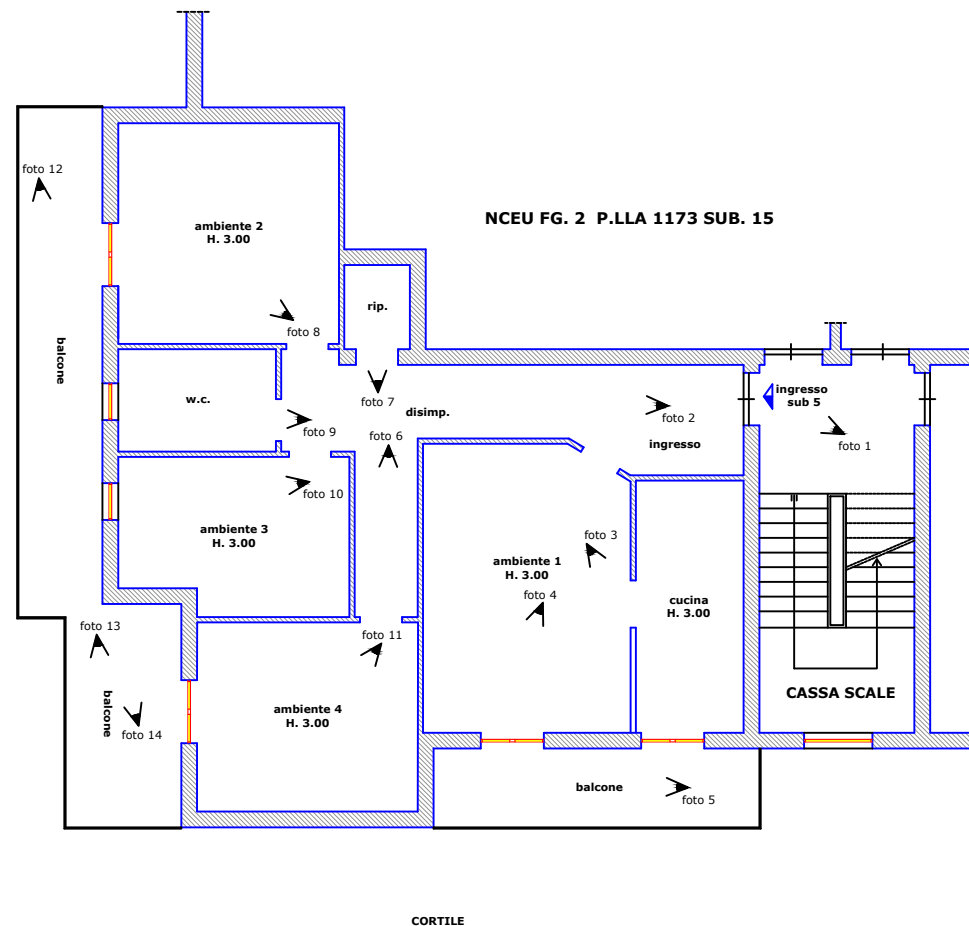 foto 12
NCEU FG. 2 P.LLA 1173 SUB. 15
ambiente 2
H. 3.00
rip.
foto 8
balcone
w.c.
foto 7
disimp.
foto 2
ingresso
sub 5
foto 9
foto 6
ingresso
foto 1
foto 10
ambiente 3
H. 3.00
foto 3
ambiente 1
H. 3.00
foto 4
cucina
H. 3.00
foto 13
foto 11
balcone
ambiente 4
H. 3.00
CASSA SCALE
foto 14
balcone
foto 5
CORTILE